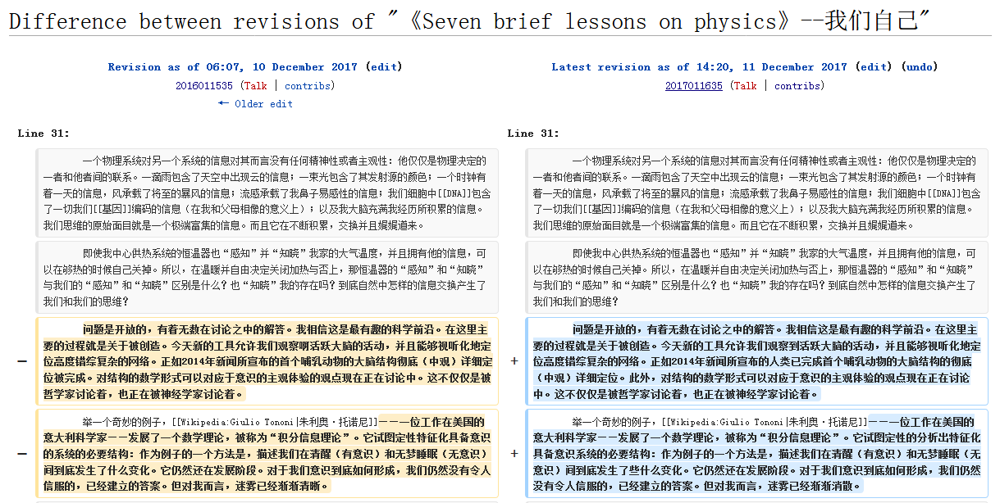 Difference between revisions of "《Seven brief lessons on physics》--我们自己"
Revision as of 06:07, 10 December 2017 (edit)
2016011535 (Talk | contribs)
← Older edit
Latest revision as of 14:20, 11 December 2017 (edit) (undo)
2017011635 (Talk | contribs)
Line 31:
一个物理系统对另一个系统的信息对其而言没有任何精神性或者主观性：他仅仅是物理决定的
一者和他者间的联系。一滴雨包含了天空中出现云的信息；一束光包含了其发射源的颜色；一个时钟有
着一天的信息，风承载了将至的暴风的信息；流感承载了我鼻子易感性的信息；我们细胞中[[DNA]]包含
了一切我们[[基因]]编码的信息（在我和父母相像的意义上）；以及我大脑充满我经历所积累的信息。
我们思维的原始面目就是一个极端富集的信息。而且它在不断积累，交换并且娓娓道来。
即使我中心供热系统的恒温器也“感知”并“知晓”我家的大气温度，并且拥有他的信息，可
以在够热的时候自己关掉。所以，在温暖并自由决定关闭加热与否上，那恒温器的“感知”和“知晓”
与我们的“感知”和“知晓”区别是什么？也“知晓”我的存在吗？到底自然中怎样的信息交换产生了
我们和我们的思维？
− 问题是开放的，有着无数在讨论之中的解答。我相信这是最有趣的科学前沿。在这里主
要的过程就是关于被创造。今天新的工具允许我们观察啊活跃大脑的活动，并且能够视听化地定
位高度错综复杂的网络。正如2014年新闻所宣布的首个哺乳动物的大脑结构彻底（中观）详细定
位被完成。对结构的数学形式可以对应于意识的主观体验的观点现在正在讨论中。这不仅仅是被
哲学家讨论着，也正在被神经学家讨论着。
− 举一个奇妙的例子，[[Wikipedia:Giulio Tononi|朱利奥·托诺尼]]－－－一位工作在美国的
意大利科学家－－发展了一个数学理论，被称为“积分信息理论”。它试图定性特征化具备意识
的系统的必要结构：作为例子的一个方法是，描述我们在清醒（有意识）和无梦睡眠（无意识）
间到底发生了什么变化。它仍然还在发展阶段。对于我们意识到底如何形成，我们仍然没有令人
信服的，已经建立的答案。但对我而言，迷雾已经渐渐清晰。
Line 31:
一个物理系统对另一个系统的信息对其而言没有任何精神性或者主观性：他仅仅是物理决定的
一者和他者间的联系。一滴雨包含了天空中出现云的信息；一束光包含了其发射源的颜色；一个时钟有
着一天的信息，风承载了将至的暴风的信息；流感承载了我鼻子易感性的信息；我们细胞中[[DNA]]包含
了一切我们[[基因]]编码的信息（在我和父母相像的意义上）；以及我大脑充满我经历所积累的信息。
我们思维的原始面目就是一个极端富集的信息。而且它在不断积累，交换并且娓娓道来。
即使我中心供热系统的恒温器也“感知”并“知晓”我家的大气温度，并且拥有他的信息，可
以在够热的时候自己关掉。所以，在温暖并自由决定关闭加热与否上，那恒温器的“感知”和“知晓”
与我们的“感知”和“知晓”区别是什么？也“知晓”我的存在吗？到底自然中怎样的信息交换产生了
我们和我们的思维？
+ 问题是开放的，有着无数在讨论之中的解答。我相信这是最有趣的科学前沿。在这里主
要的过程就是关于被创造。今天新的工具允许我们观察到活跃大脑的活动，并且能够视听化地定
位高度错综复杂的网络。正如2014年新闻所宣布的人类已完成首个哺乳动物的大脑结构的彻底
（中观）详细定位。此外，对结构的数学形式可以对应于意识的主观体验的观点现在正在讨论
中。这不仅仅是被哲学家讨论着，也正在被神经学家讨论着。
+ 举一个奇妙的例子，[[Wikipedia:Giulio Tononi|朱利奥·托诺尼]]－－－一位工作在美国的
意大利科学家－－发展了一个数学理论，被称为“积分信息理论”。它试图定性的分析出特征化
具备意识系统的必要结构：作为例子的一个方法是，描述我们在清醒（有意识）和无梦睡眠（无
意识）间到底发生了些什么变化。它仍然还在发展阶段。对于我们意识到底如何形成，我们仍然
没有令人信服的，已经建立的答案。但对我而言，迷雾已经渐渐消散。